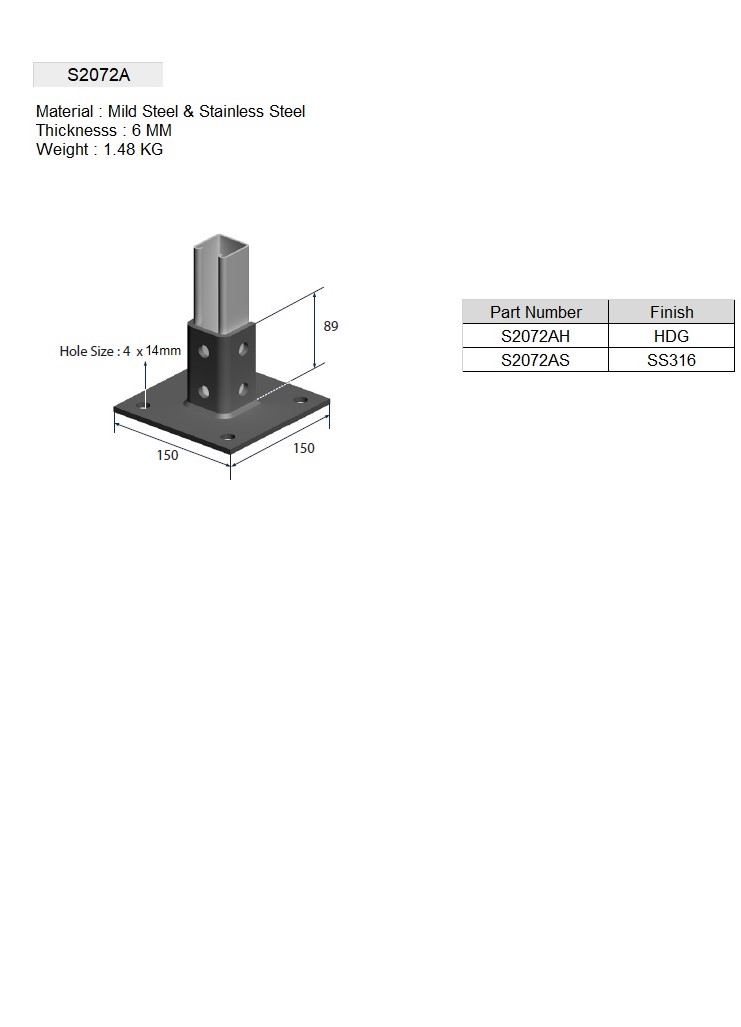 S2072A
Material : Mild Steel & Stainless Steel
Thicknesss : 6 MM
Weight : 1.48 KG
89
Hole Size : 4 x 14mm
150
150
Part Number Finish
S2072AH HDG
S2072AS SS316